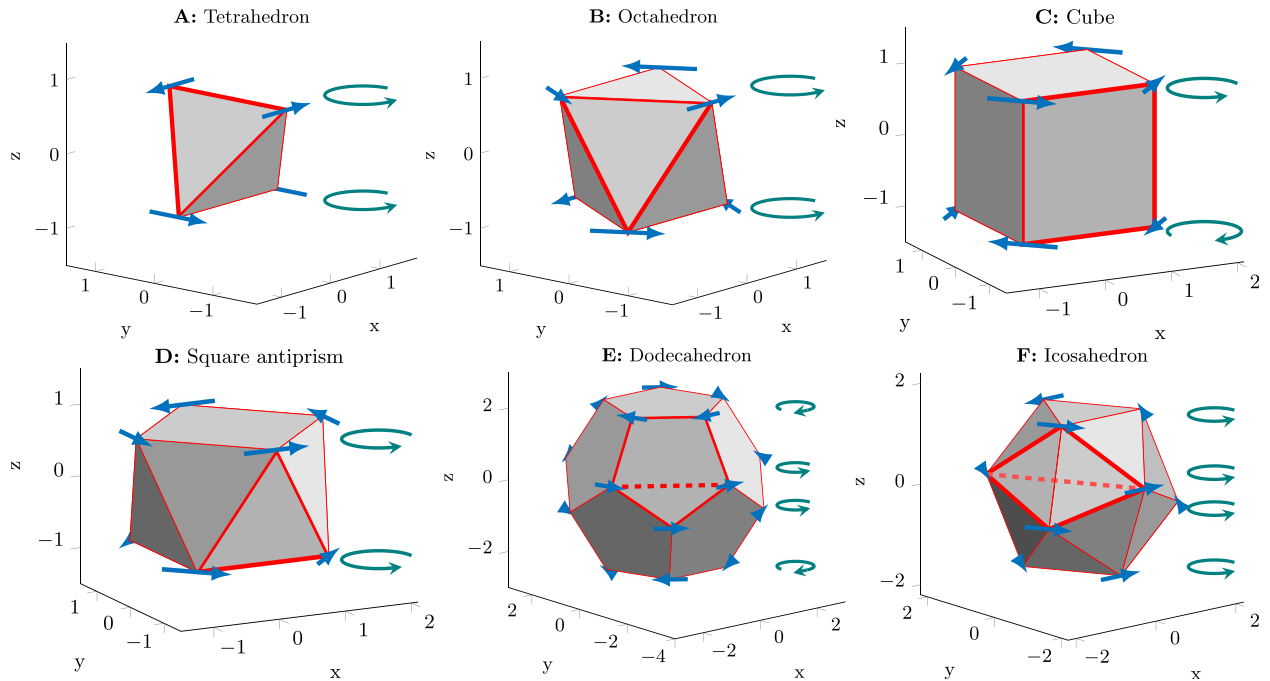 A: Tetrahedron
1
0
−1
z
1
0
−1
y
−1
0
1
x
B: Octahedron
1
0
−1
z
1
0
−1
y
−1
0
1
x
C: Cube
1
0
−1
z
1
0
−1
y
−1
0
1
2
x
D: Square antiprism
1
0
−1
z
1
0
−1
y
−1
0
1
2
x
E: Dodecahedron
2
0
−2
z
2
0
−2
−4
y
−2
0
2
x
F: Icosahedron
2
0
−2
z
2
0
−2
y
−2
0
2
x